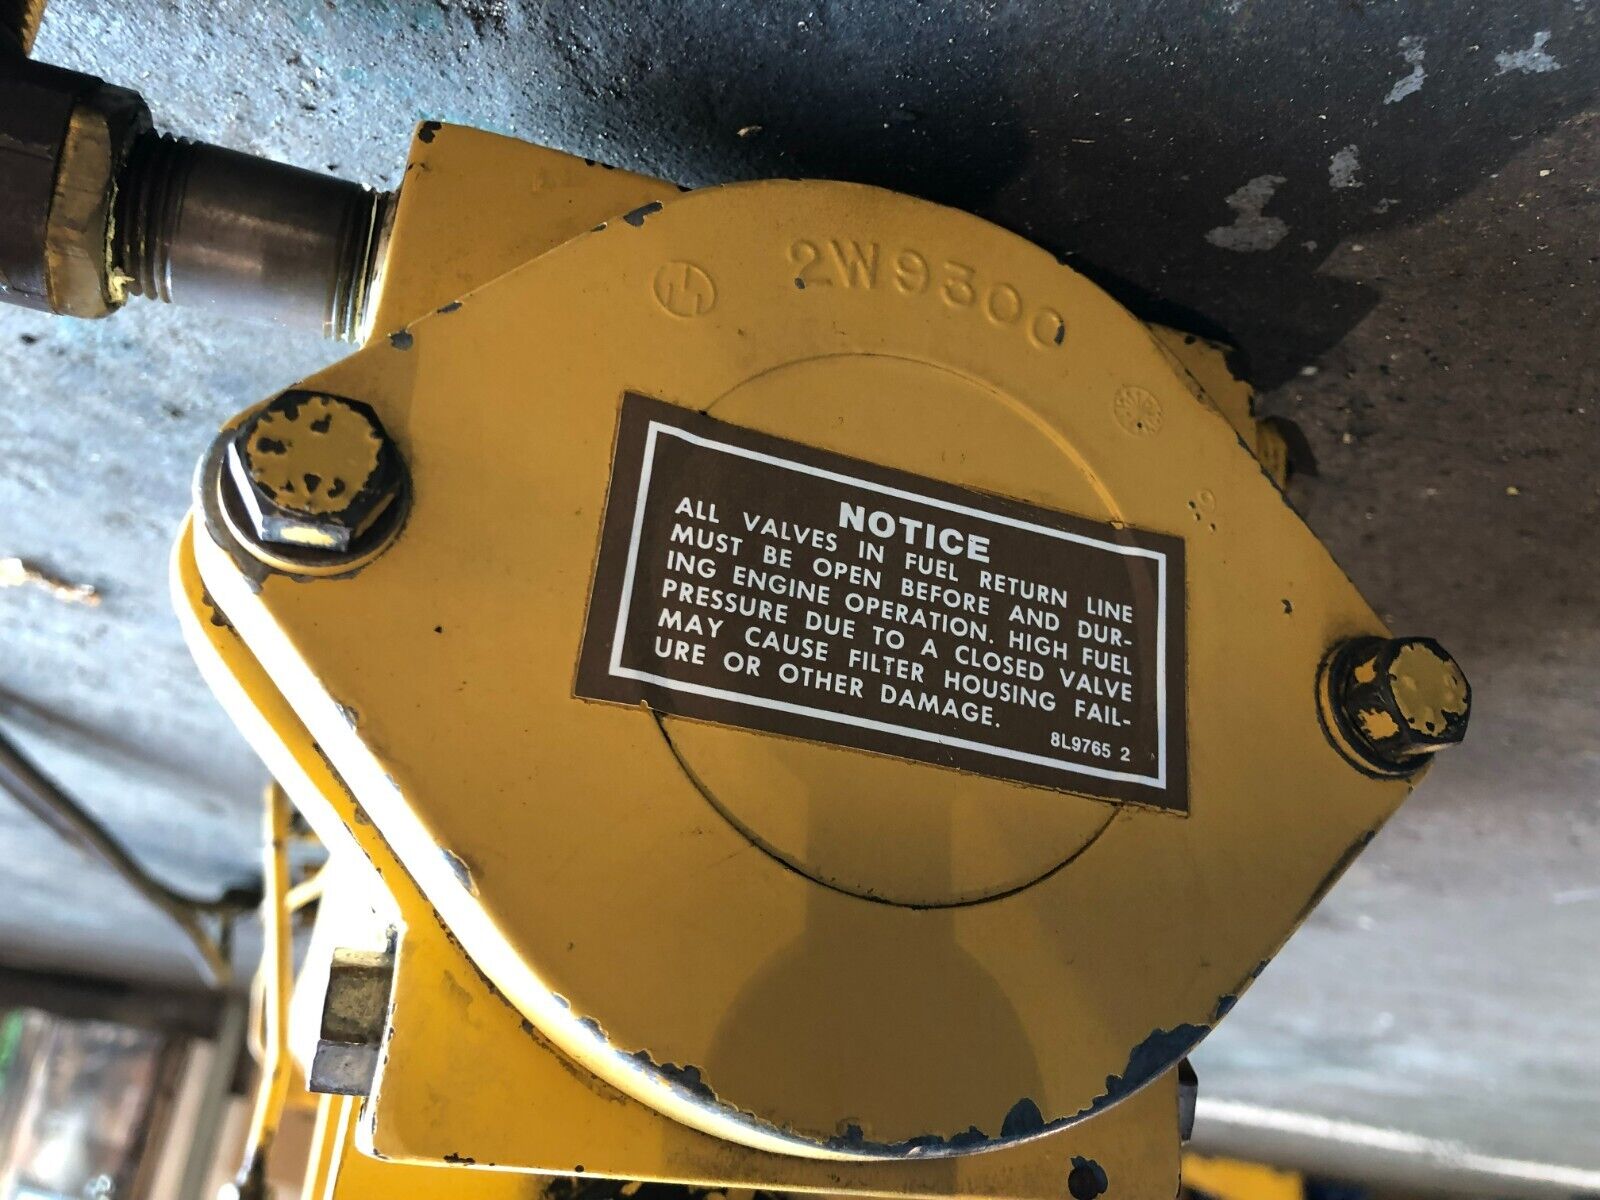 2W9300
NOTICE
ALL VALVES IN FUEL RETURN LINE
MUST BE OPEN BEFORE AND DUR-
ING ENGINE OPERATION. HIGH FUEL
PRESSURE DUE TO A CLOSED VALVE
MAY CAUSE FILTER HOUSING FAIL-
URE OR OTHER DAMAGE.
8L9765 2